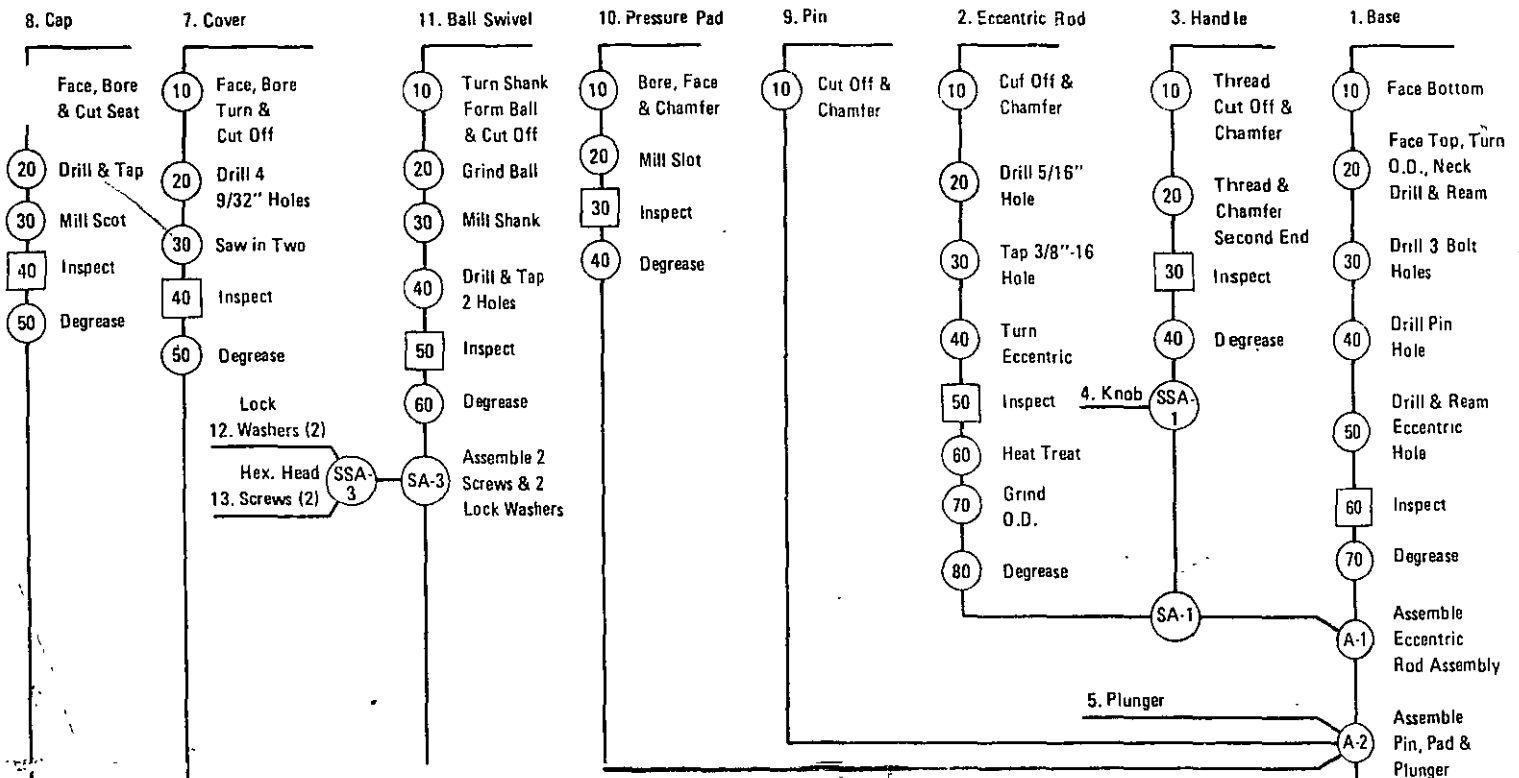 8. Cap
Face, Bore
& Cut Seat
20 Drill & Tap
30 Mill Scot
40 Inspect
50 Degrease
7. Cover
10 Face, Bore
Turn &
Cut Off
20 Drill 4
9/32" Holes
30 Saw in Two
40 Inspect
50 Degrease
11. Ball Swivel
10 Turn Shank
Form Ball
& Cut Off
20 Grind Ball
30 Mill Shank
40 Drill & Tap
2 Holes
50 Inspect
60 Degrease
Lock
12. Washers (2)
Hex. Head
13. Screws (2)
SSA-
3
SA-3
Assemble 2
Screws & 2
Lock Washers
10. Pressure Pad
10 Bore, Face
& Chamfer
20 Mill Slot
30 Inspect
40 Degrease
9. Pin
10 Cut Off &
Chamfer
2. Eccentric Rod
10 Cuf Off &
Chamfer
20 Drill 5/16"
Hole
30 Tap 3/8"-16
Hole
40 Turn
Eccentric
50 Inspect
60 Heat Treat
70 Grind
O.D.
80 Degrease
3. Handle
10 Thread
Cut Off &
Chamfer
20 Thread &
Chamfer
Second End
30 Inspect
40 Degrease
4. Knob
SSA-
1
SA-1
1. Base
10 Face Bottom
20 Face Top, Turn
O.D., Neck
Drill & Ream
30 Drill 3 Bolt
Holes
40 Drill Pin
Hole
50 Drill & Ream
Eccentric
Hole
60 Inspect
70 Degrease
A-1 Assemble
Eccentric
Rod Assembly
5. Plunger
A-2 Assemble
Pin, Pad &
Plunger